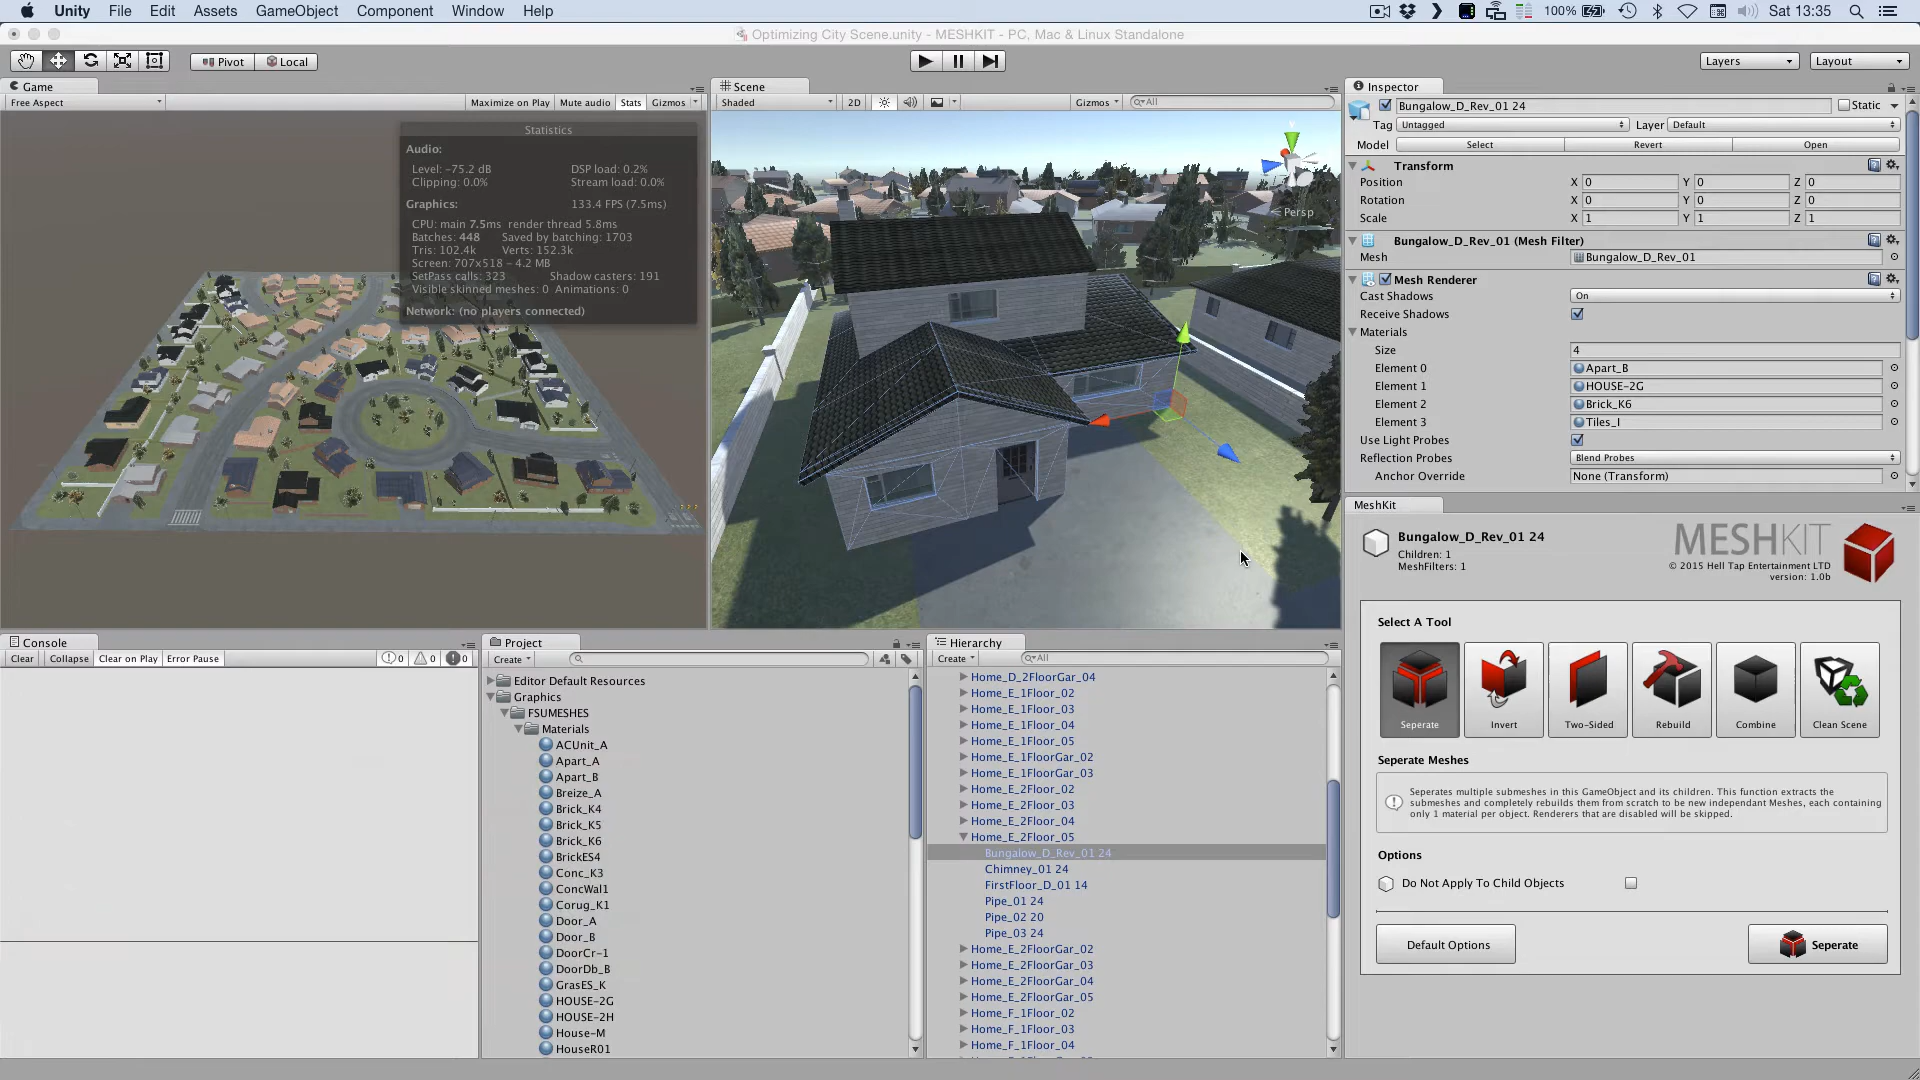 Unity File Edit Assets GameObject Component Window Help
100% Sat 13:35
Optimizing City Scene.unity - MESHKIT - PC, Mac & Linux Standalone
Pivot Local
Layers Layout
Game
Free Aspect Maximize on Play Mute audio Stats Gizmos
Statistics
Audio:
Level: -75.2 dB DSP load: 0.2%
Clipping: 0.0% Stream load: 0.0%
Graphics: 133.4 FPS (7.5ms)
CPU: main 7.5ms render thread 5.8ms
Batches: 448 Saved by batching: 1703
Tris: 102.4k Verts: 152.3k
Screen: 707x518 - 4.2 MB
SetPass calls: 323 Shadow casters: 191
Visible skinned meshes: 0 Animations: 0
Network: (no players connected)
Scene
Shaded 2D Gizmos All
Persp
Inspector
Bungalow_D_Rev_01 24 Static
Tag Untagged Layer Default
Model Select Revert Open
Transform
Position X 0 Y 0 Z 0
Rotation X 0 Y 0 Z 0
Scale X 1 Y 1 Z 1
Bungalow_D_Rev_01 (Mesh Filter)
Mesh Bungalow_D_Rev_01
Mesh Renderer
Cast Shadows On
Receive Shadows
Materials
Size 4
Element 0 Apart_B
Element 1 HOUSE-2G
Element 2 Brick_K6
Element 3 Tiles_I
Use Light Probes
Reflection Probes Blend Probes
Anchor Override None (Transform)
MeshKit
Bungalow_D_Rev_01 24
Children: 1
MeshFilters: 1
MESHKIT
© 2015 Hell Tap Entertainment LTD
version: 1.0b
Select A Tool
Seperate Invert Two-Sided Rebuild Combine Clean Scene
Seperate Meshes
Seperates multiple submeshes in this GameObject and its children. This function extracts the
submeshes and completely rebuilds them from scratch to be new independant Meshes, each containing
only 1 material per object. Renderers that are disabled will be skipped.
Options
Do Not Apply To Child Objects
Default Options Seperate
Console
Clear Collapse Clear on Play Error Pause 0 0 0
Project
Create
Editor Default Resources
Graphics
FSUMESHES
Materials
ACUnit_A
Apart_A
Apart_B
Breize_A
Brick_K4
Brick_K5
Brick_K6
BrickES4
Conc_K3
ConcWal1
Corug_K1
Door_A
Door_B
DoorCr-1
DoorDb_B
GrasES_K
HOUSE-2G
HOUSE-2H
House-M
HouseR01
Hierarchy
Create All
Home_D_2FloorGar_04
Home_E_1Floor_02
Home_E_1Floor_03
Home_E_1Floor_04
Home_E_1Floor_05
Home_E_1FloorGar_02
Home_E_1FloorGar_03
Home_E_2Floor_02
Home_E_2Floor_03
Home_E_2Floor_04
Home_E_2Floor_05
Bungalow_D_Rev_01 24
Chimney_01 24
FirstFloor_D_01 14
Pipe_01 24
Pipe_02 20
Pipe_03 24
Home_E_2FloorGar_02
Home_E_2FloorGar_03
Home_E_2FloorGar_04
Home_E_2FloorGar_05
Home_F_1Floor_02
Home_F_1Floor_03
Home_F_1Floor_04